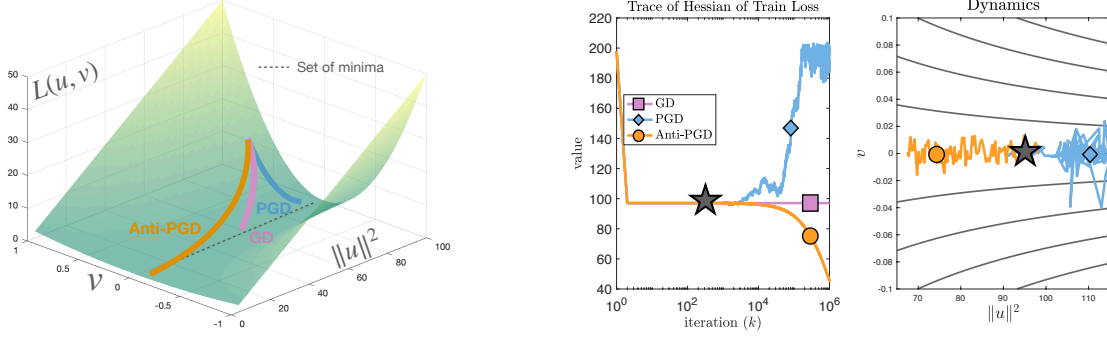 L(u, v)
50
40
30
20
10
0
Set of minima
Anti-PGD
PGD
GD
1
0.5
0
-0.5
-1
v
0
20
40
60
80
100
||u||²
Trace of Hessian of Train Loss
220
200
180
160
140
120
100
80
60
40
value
GD
PGD
Anti-PGD
10⁰
10²
10⁴
10⁶
iteration (k)
Dynamics
0.1
0.08
0.06
0.04
0.02
0
-0.02
-0.04
-0.06
-0.08
-0.1
v
70
80
90
100
110
||u||²